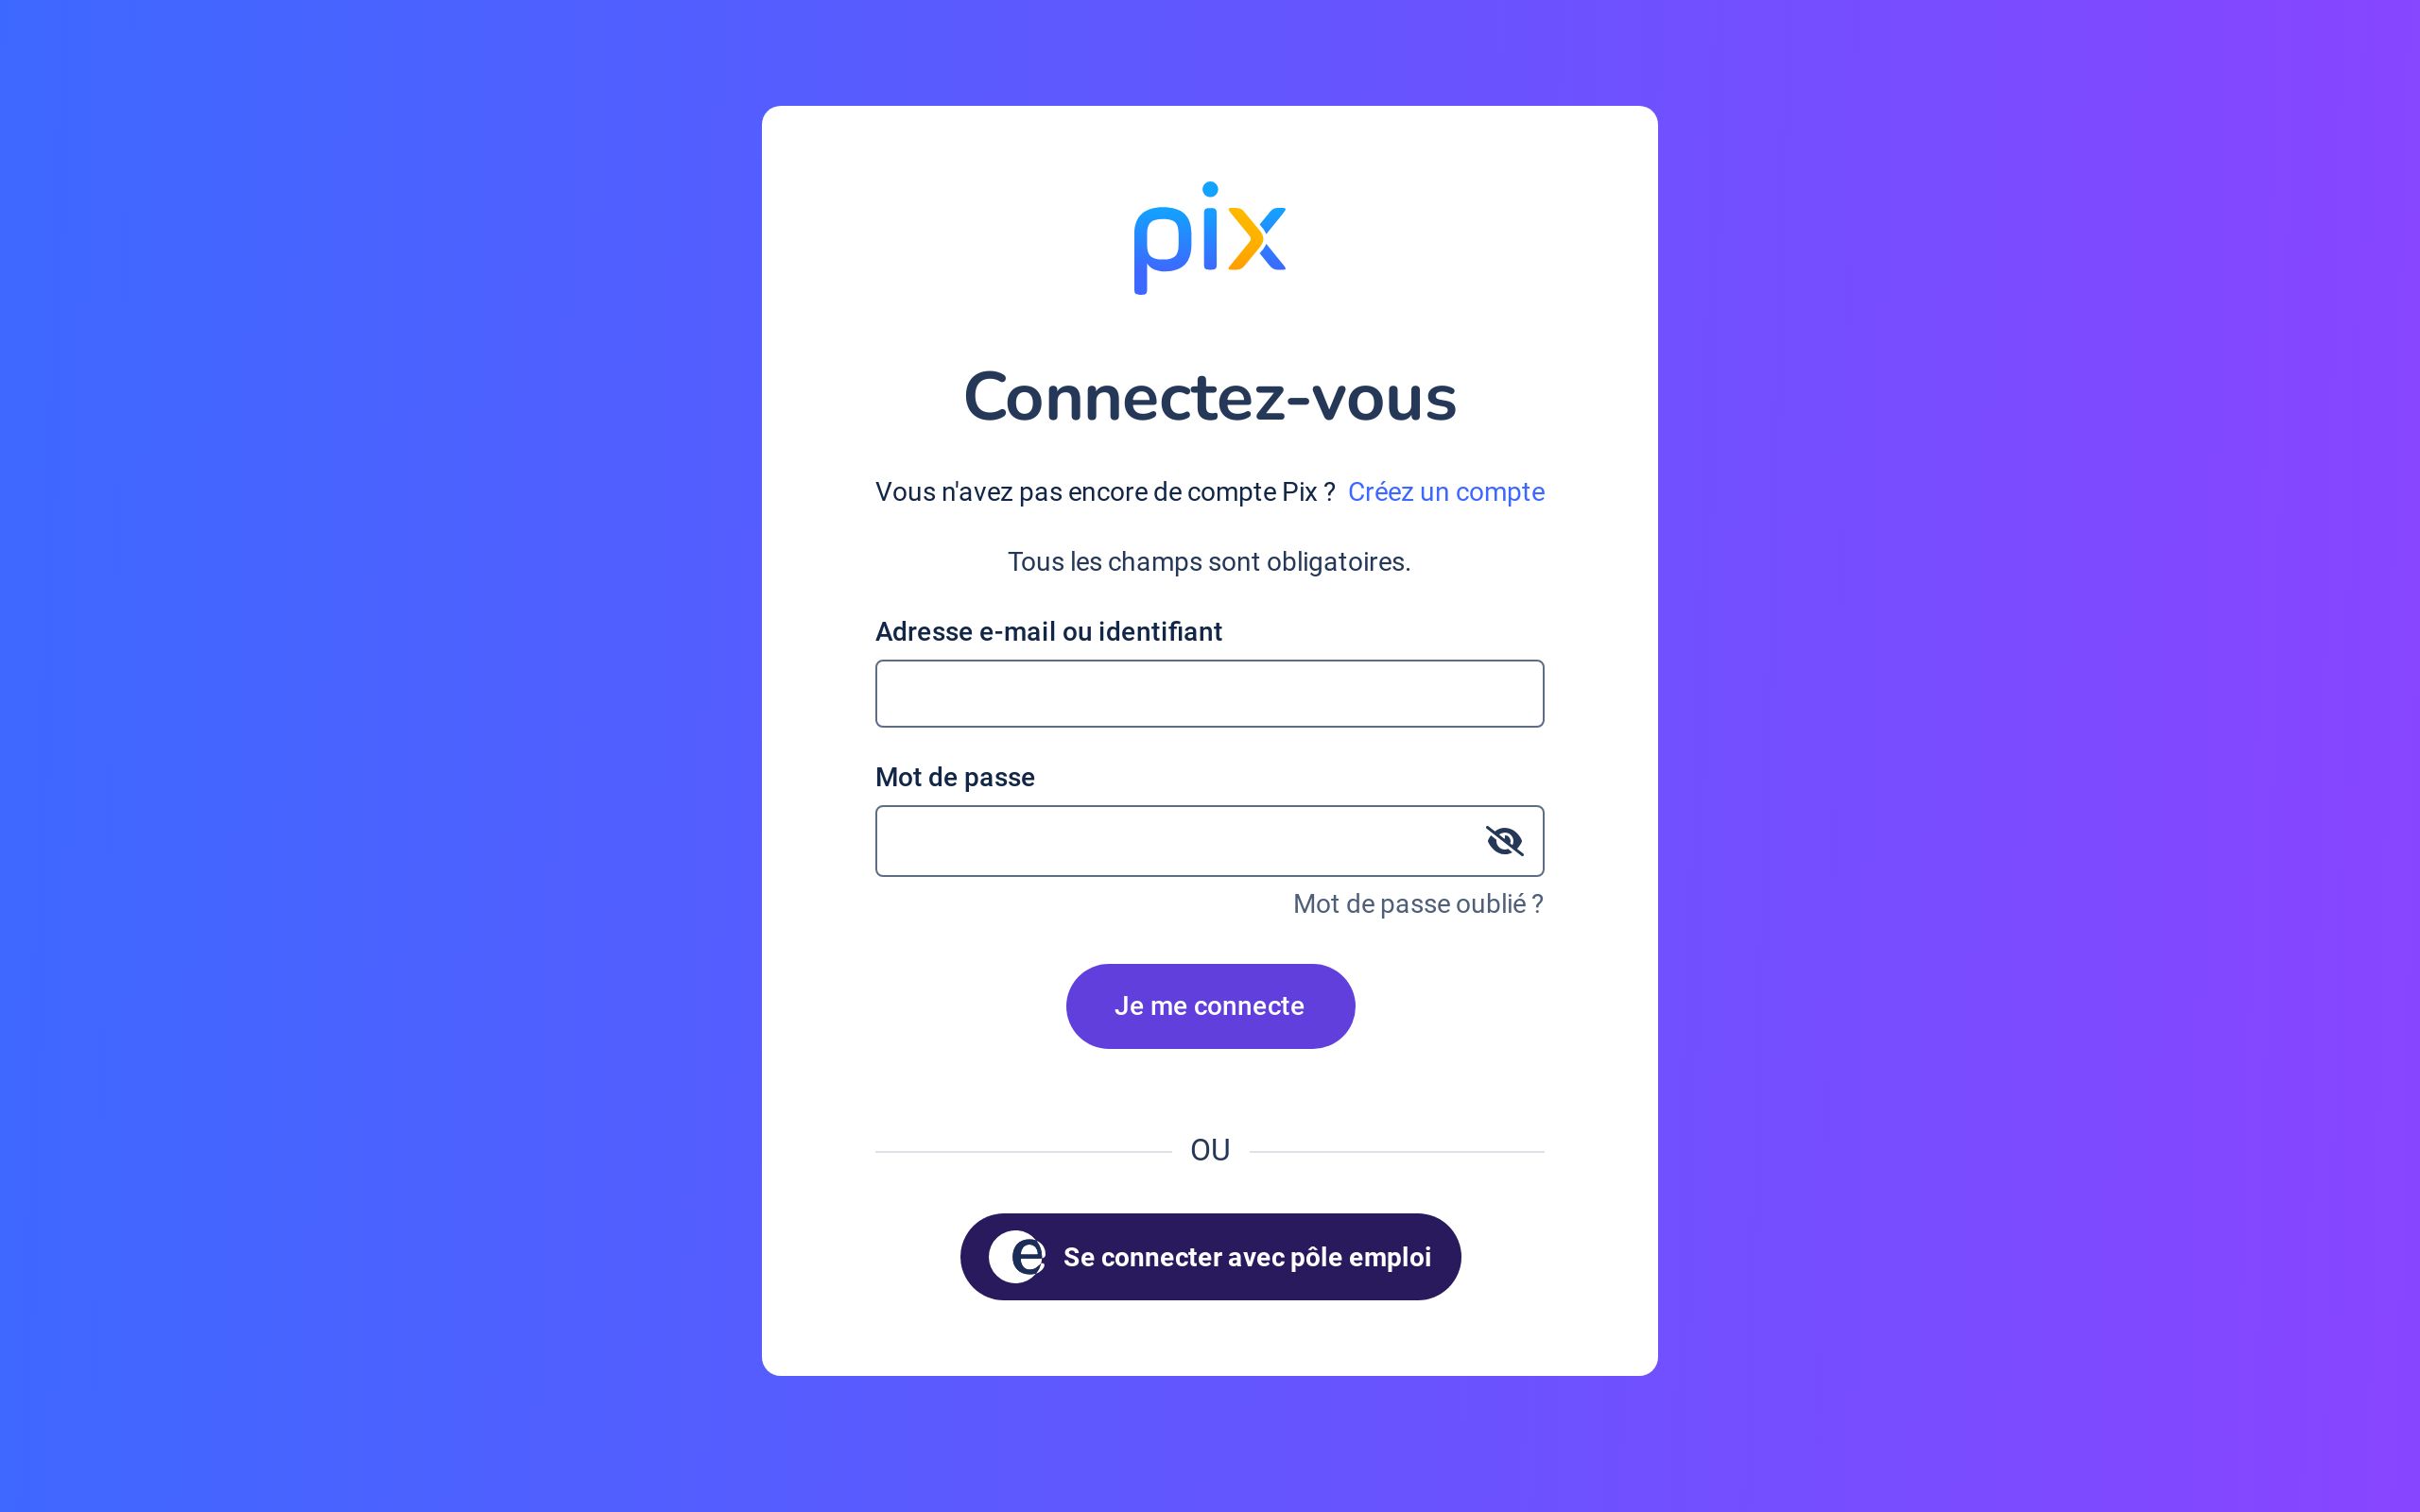 pix
Connectez-vous
Vous n'avez pas encore de compte Pix ? Créez un compte
Tous les champs sont obligatoires.
Adresse e-mail ou identifiant
Mot de passe
Mot de passe oublié ?
Je me connecte
OU
e Se connecter avec pôle emploi